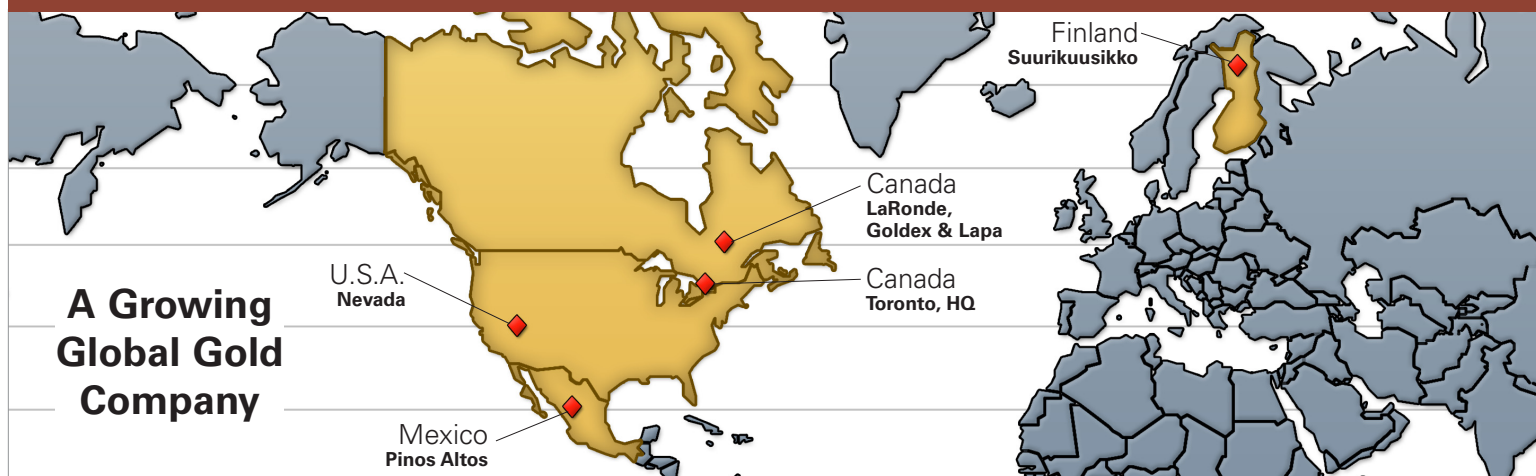 Finland
Suurikuusikko
Canada
LaRonde,
Goldex & Lapa
U.S.A.
Nevada
Canada
Toronto, HQ
A Growing
Global Gold
Company
Mexico
Pinos Altos